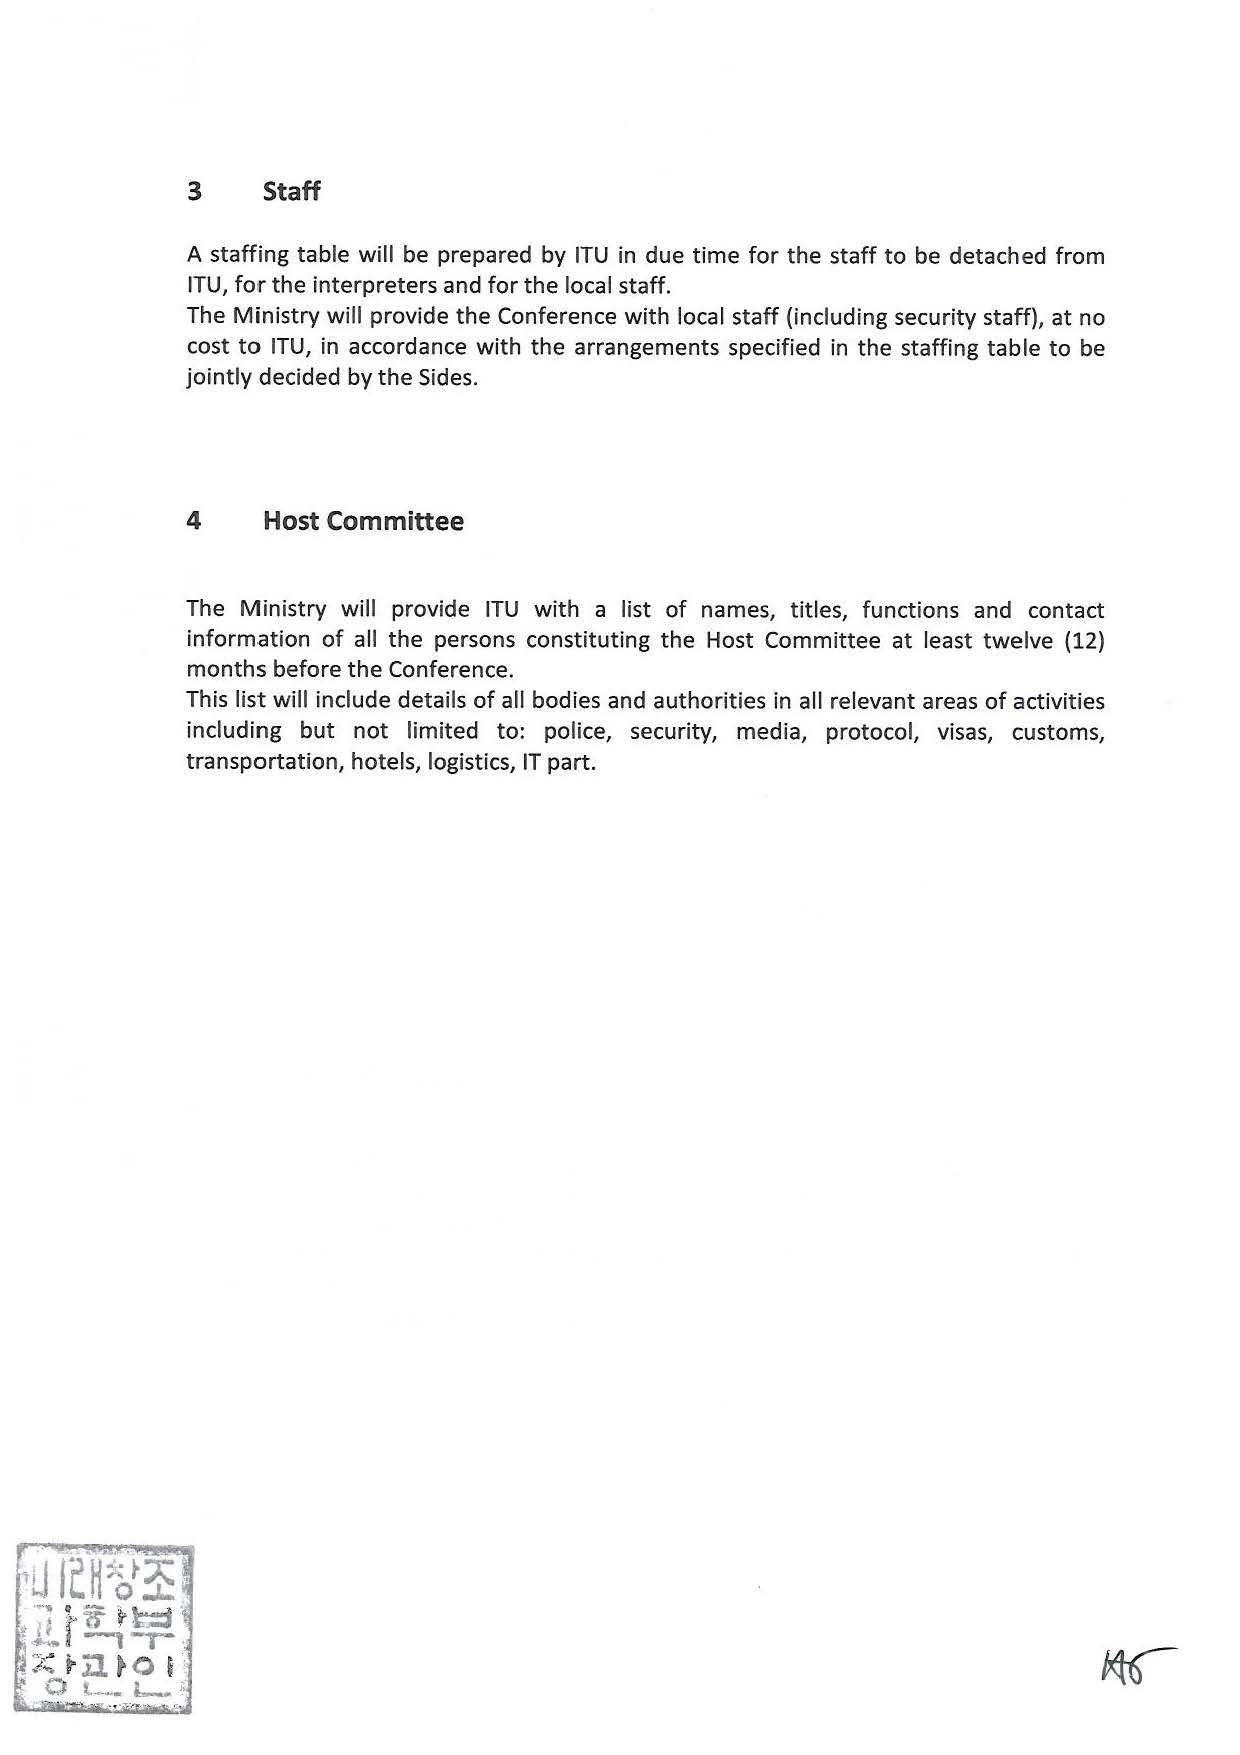 3 Staff
A staffing table will be prepared by ITU in due time for the staff to be detached from
ITU, for the interpreters and for the local staff.
The Ministry will provide the Conference with local staff (including security staff), at no
cost to ITU, in accordance with the arrangements specified in the staffing table to be
jointly decided by the Sides.
4 Host Committee
The Ministry will provide ITU with a list of names, titles, functions and contact
information of all the persons constituting the Host Committee at least twelve (12)
months before the Conference.
This list will include details of all bodies and authorities in all relevant areas of activities
including but not limited to: police, security, media, protocol, visas, customs,
transportation, hotels, logistics, IT part.
미래창조
과학부
장관인